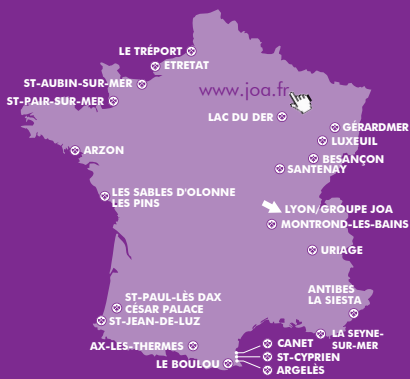 LE TRÉPORT
ETRETAT
ST-AUBIN-SUR-MER
www.joa.fr
ST-PAIR-SUR-MER
LAC DU DER
GÉRARDMER
LUXEUIL
ARZON
BESANÇON
SANTENAY
LES SABLES D'OLONNE
LES PINS
LYON/GROUPE JOA
MONTROND-LES-BAINS
URIAGE
ANTIBES
LA SIESTA
ST-PAUL-LÈS DAX
CÉSAR PALACE
ST-JEAN-DE-LUZ
LA SEYNE-
SUR-MER
AX-LES-THERMES
CANET
ST-CYPRIEN
LE BOULOU
ARGELÈS